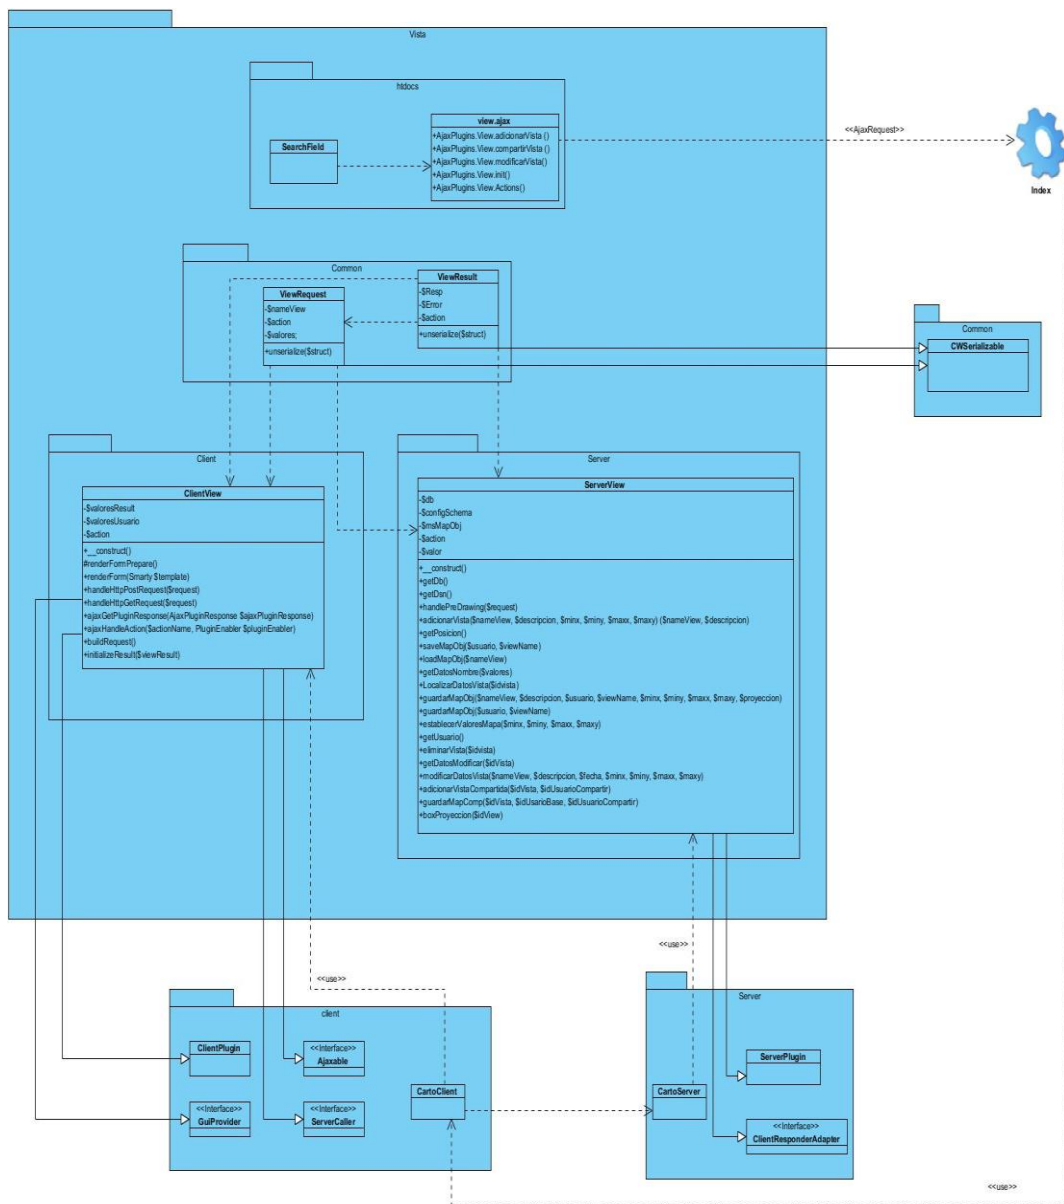 Vista
htdocs
SearchField
view.ajax
+AjaxPlugins.View.adicionarVista ()
+AjaxPlugins.View.compartirVista ()
+AjaxPlugins.View.modificarVista()
+AjaxPlugins.View.init()
+AjaxPlugins.View.Actions()
<<AjaxRequest>>
Index
Common
ViewRequest
-$nameView
-$action
-$valores;
+unserialize($struct)
ViewResult
-$Resp
-$Error
-$action
+unserialize($struct)
Common
CWSerializable
Client
ClientView
-$valoresResult
-$valoresUsuario
-$action
+__construct()
#renderFormPrepare()
+renderForm(Smarty $template)
+handleHttpPostRequest($request)
+handleHttpGetRequest($request)
+ajaxGetPluginResponse(AjaxPluginResponse $ajaxPluginResponse)
+ajaxHandleAction($actionName, PluginEnabler $pluginEnabler)
+buildRequest()
+initializeResult($viewResult)
Server
ServerView
-$db
-$configSchema
-$msMapObj
-$action
-$valor
+__construct()
+getDb()
+getDsn()
+handlePreDrawing($request)
+adicionarVista($nameView, $descripcion, $minx, $miny, $maxx, $maxy) ($nameView, $descripcion)
+getPosicion()
+saveMapObj($usuario, $viewName)
+loadMapObj($nameView)
+getDatosNombre($valores)
+LocalizarDatosVista($idvista)
+guardarMapObj($nameView, $descripcion, $usuario, $viewName, $minx, $miny, $maxx, $maxy, $proyeccion)
+guardarMapObj($usuario, $viewName)
+establecerValoresMapa($minx, $miny, $maxx, $maxy)
+getUsuario()
+eliminarVista($idvista)
+getDatosModificar($idVista)
+modificarDatosVista($nameView, $descripcion, $fecha, $minx, $miny, $maxx, $maxy)
+adicionarVistaCompartida($idVista, $idUsuarioCompartir)
+guardarMapComp($idVista, $idUsarioBase, $idUsuarioCompartir)
+boxProyeccion($idView)
<<use>>
<<use>>
client
ClientPlugin
<<Interface>>
Ajaxable
<<Interface>>
GuiProvider
<<Interface>>
ServerCaller
CartoClient
Server
ServerPlugin
CartoServer
<<Interface>>
ClientResponderAdapter
<<use>>